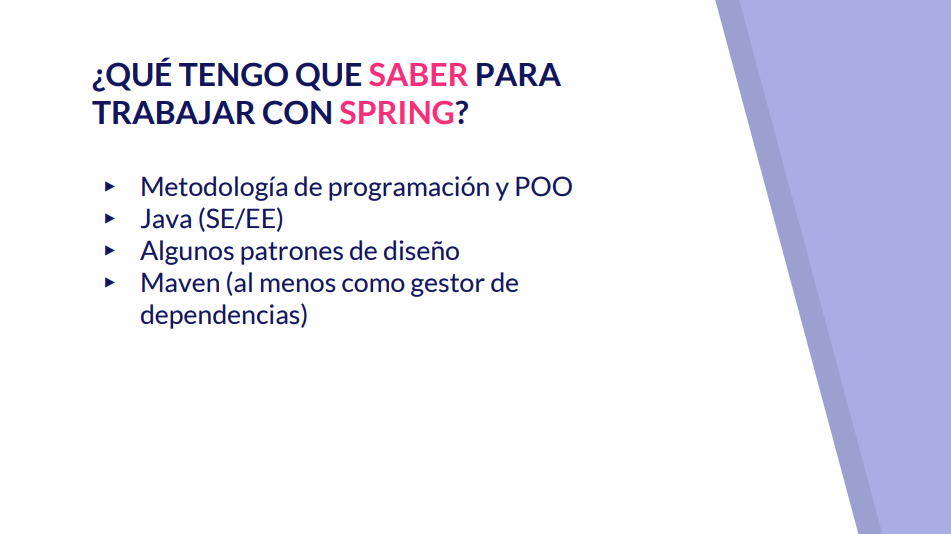 ¿QUÉ TENGO QUE SABER PARA
TRABAJAR CON SPRING?
▸ Metodología de programación y POO
▸ Java (SE/EE)
▸ Algunos patrones de diseño
▸ Maven (al menos como gestor de
dependencias)